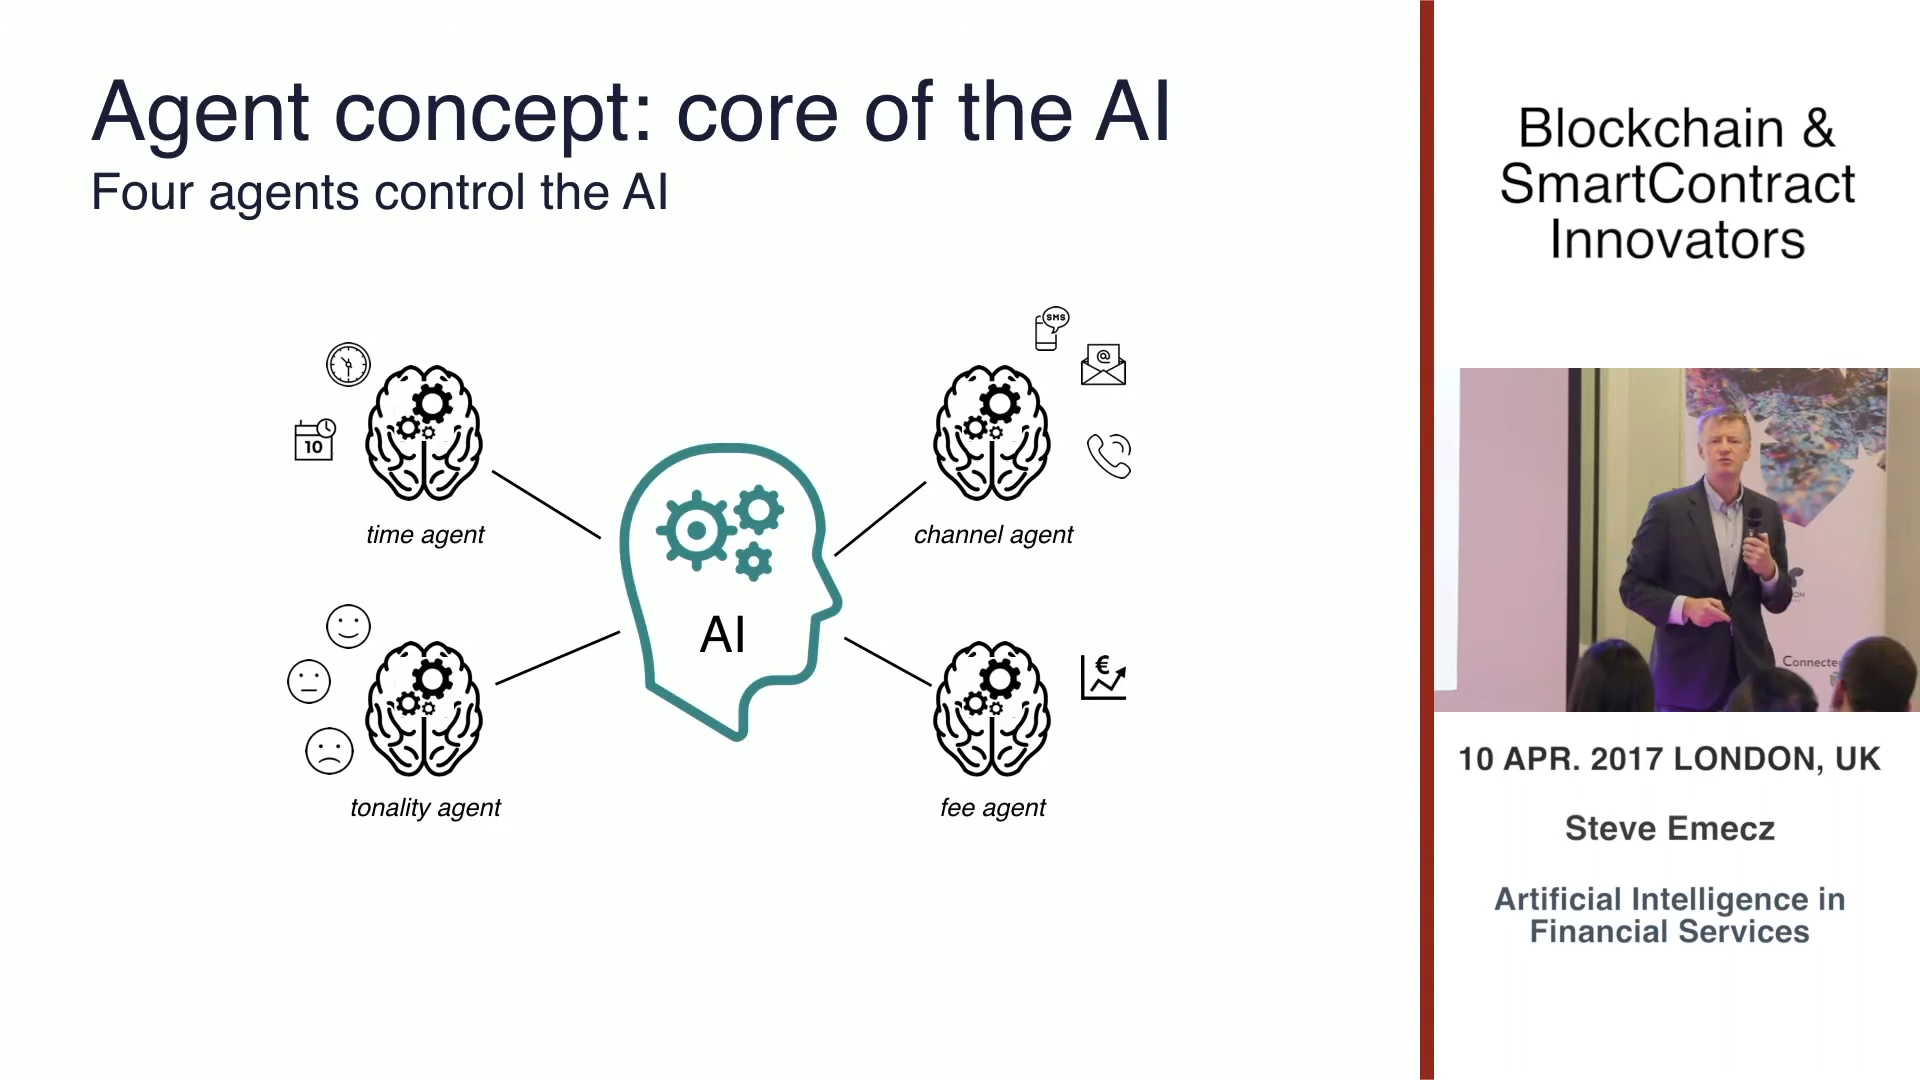 Agent concept: core of the AI
Four agents control the AI
SMS
@
10
time agent
channel agent
AI
€
tonality agent
fee agent
Blockchain &
SmartContract
Innovators
Connecte
10 APR. 2017 LONDON, UK
Steve Emecz
Artificial Intelligence in
Financial Services